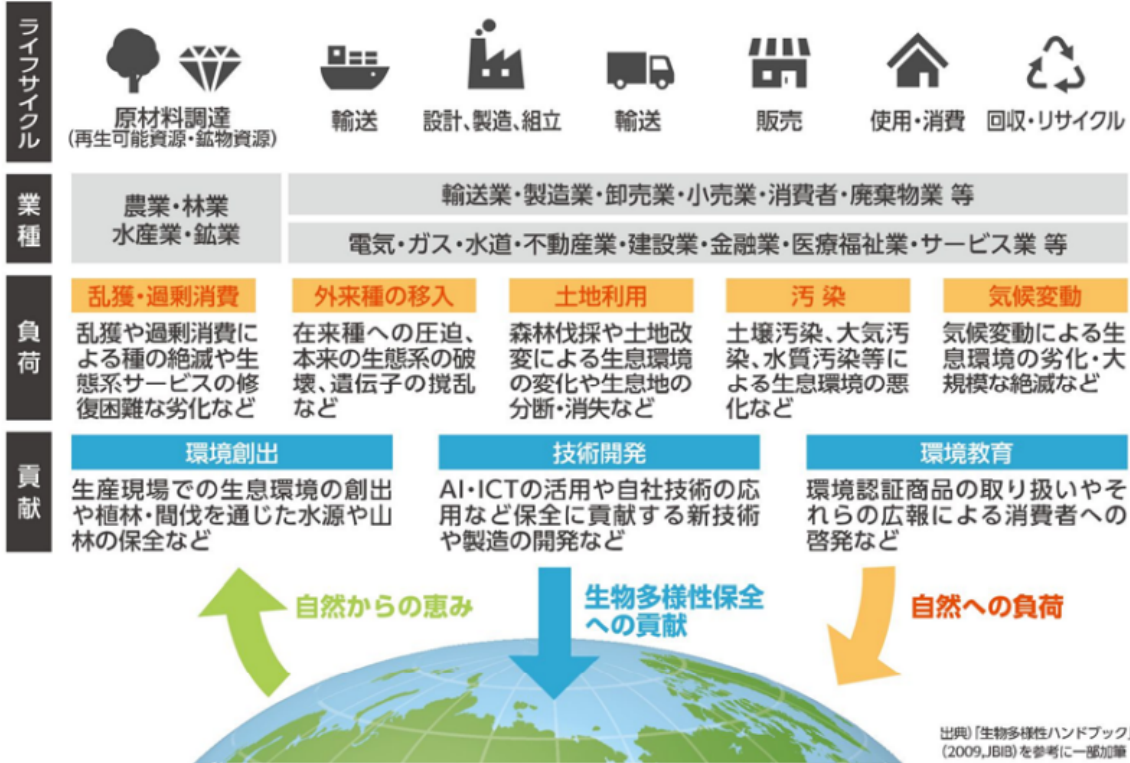 ライフサイクル
原材料調達
(再生可能資源・鉱物資源)
輸送
設計、製造、組立
輸送
販売
使用・消費
回収・リサイクル
業種
農業・林業
水産業・鉱業
輸送業・製造業・卸売業・小売業・消費者・廃棄物業 等
電気・ガス・水道・不動産業・建設業・金融業・医療福祉業・サービス業 等
負荷
乱獲・過剰消費
乱獲や過剰消費に
よる種の絶滅や生
態系サービスの修
復困難な劣化など
外来種の移入
在来種への圧迫、
本来の生態系の破
壊、遺伝子の撹乱
など
土地利用
森林伐採や土地改
変による生息環境
の変化や生息地の
分断・消失など
汚 染
土壌汚染、大気汚
染、水質汚染等に
よる生息環境の悪
化など
気候変動
気候変動による生
息環境の劣化・大
規模な絶滅など
貢献
環境創出
生産現場での生息環境の創出
や植林・間伐を通じた水源や山
林の保全など
技術開発
AI・ICTの活用や自社技術の応
用など保全に貢献する新技術
や製造の開発など
環境教育
環境認証商品の取り扱いやそ
れらの広報による消費者への
啓発など
自然からの恵み
生物多様性保全
への貢献
自然への負荷
出典)「生物多様性ハンドブック」
(2009,JBIB)を参考に一部加筆